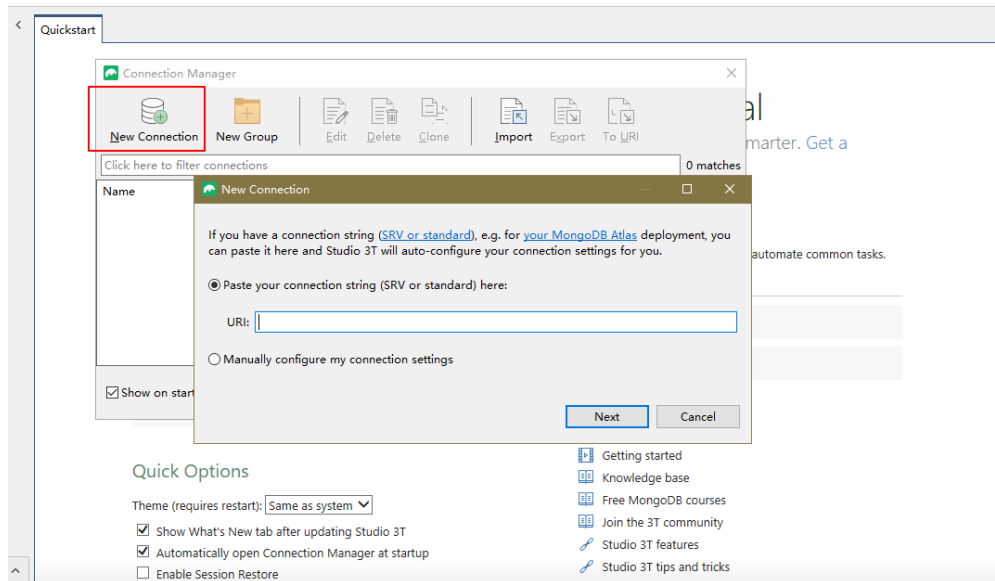 Quickstart
Connection Manager
New Connection
New Group
Edit
Delete
Clone
Import
Export
To URI
Click here to filter connections
0 matches
Name
al
marter. Get a
New Connection
If you have a connection string (SRV or standard), e.g. for your MongoDB Atlas deployment, you
can paste it here and Studio 3T will auto-configure your connection settings for you.
automate common tasks.
Paste your connection string (SRV or standard) here:
URI:
Manually configure my connection settings
Show on start
Next
Cancel
Quick Options
Theme (requires restart): Same as system
Show What's New tab after updating Studio 3T
Automatically open Connection Manager at startup
Enable Session Restore
Getting started
Knowledge base
Free MongoDB courses
Join the 3T community
Studio 3T features
Studio 3T tips and tricks